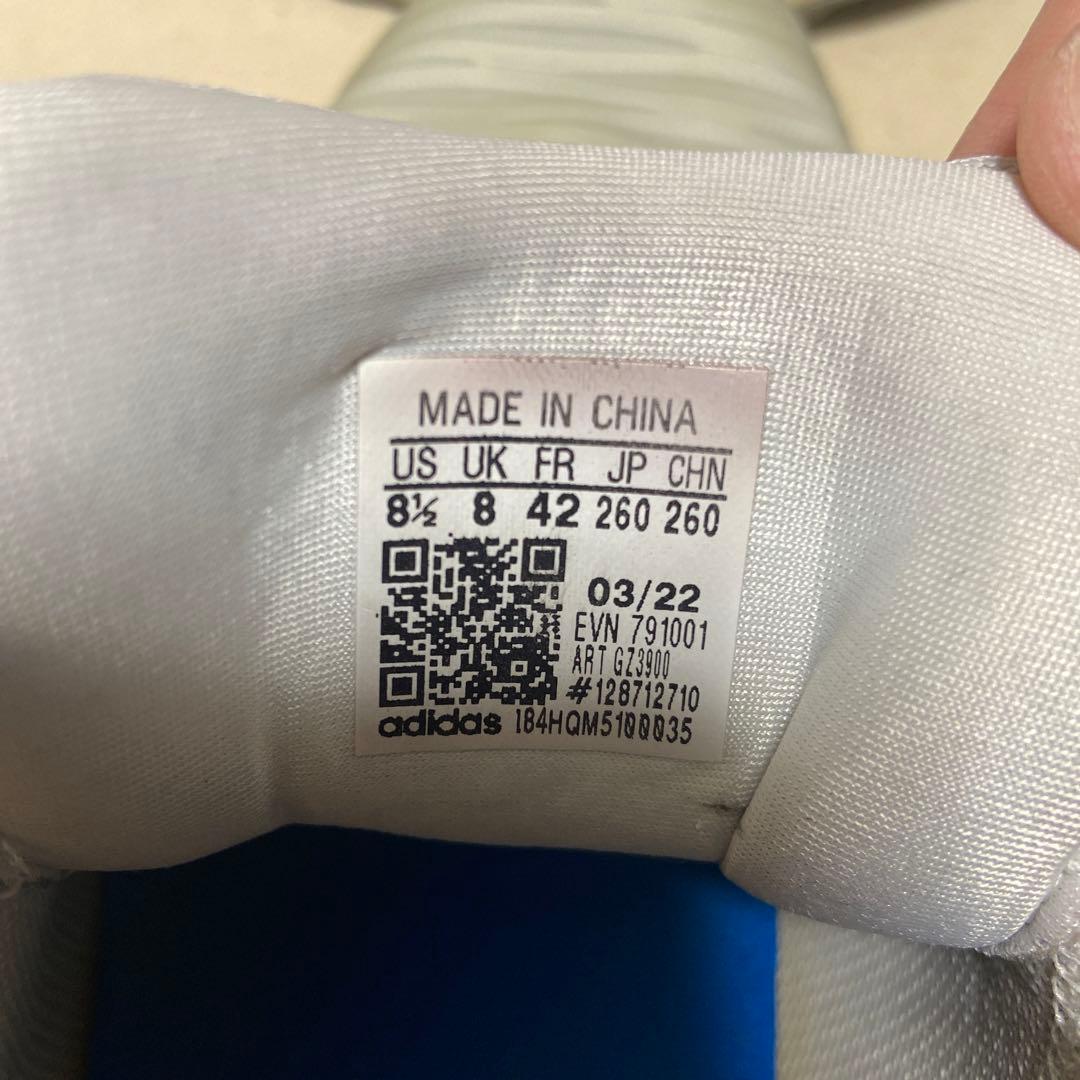 MADE IN CHINA
US UK FR JP CHN
8½ 8 42 260 260
03/22
EVN 791001
ART GZ3900
#128712710
adidas 184HQM5100035